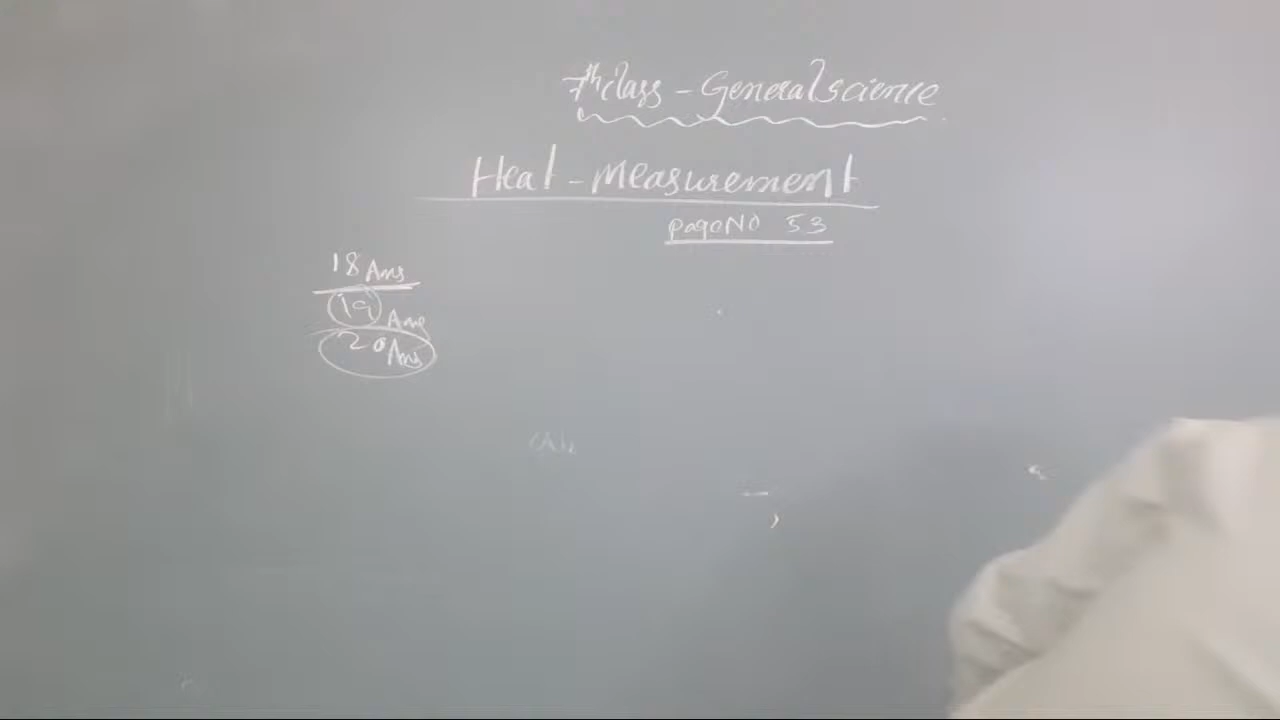 7th class - General science
Heat - measurement
page No 53
18 Ans
19 Ans
20 Ans